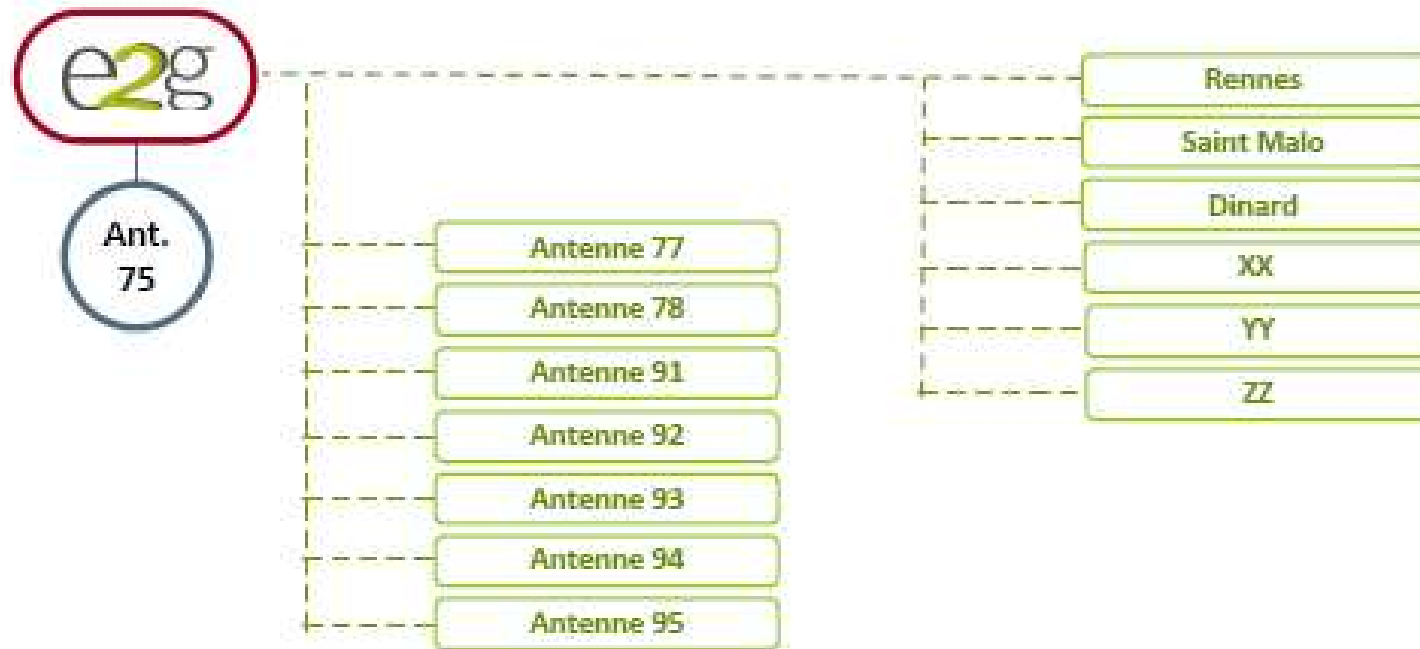 e2g
Ant.
75
Antenne 77
Antenne 78
Antenne 91
Antenne 92
Antenne 93
Antenne 94
Antenne 95
Rennes
Saint Malo
Dinard
XX
YY
ZZ